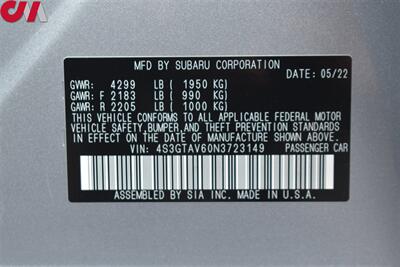 MFD BY SUBARU CORPORATION
DATE: 05/22
GVWR: 4299 LB ( 1950 KG)
GAWR: F 2183 LB ( 990 KG)
GAWR: R 2205 LB ( 1000 KG)
THIS VEHICLE CONFORMS TO ALL APPLICABLE FEDERAL MOTOR
VEHICLE SAFETY, BUMPER, AND THEFT PREVENTION STANDARDS
IN EFFECT ON THE DATE OF MANUFACTURE SHOWN ABOVE.
VIN: 4S3GTAV60N3723149 PASSENGER CAR
ASSEMBLED BY SIA INC. MADE IN U.S.A.